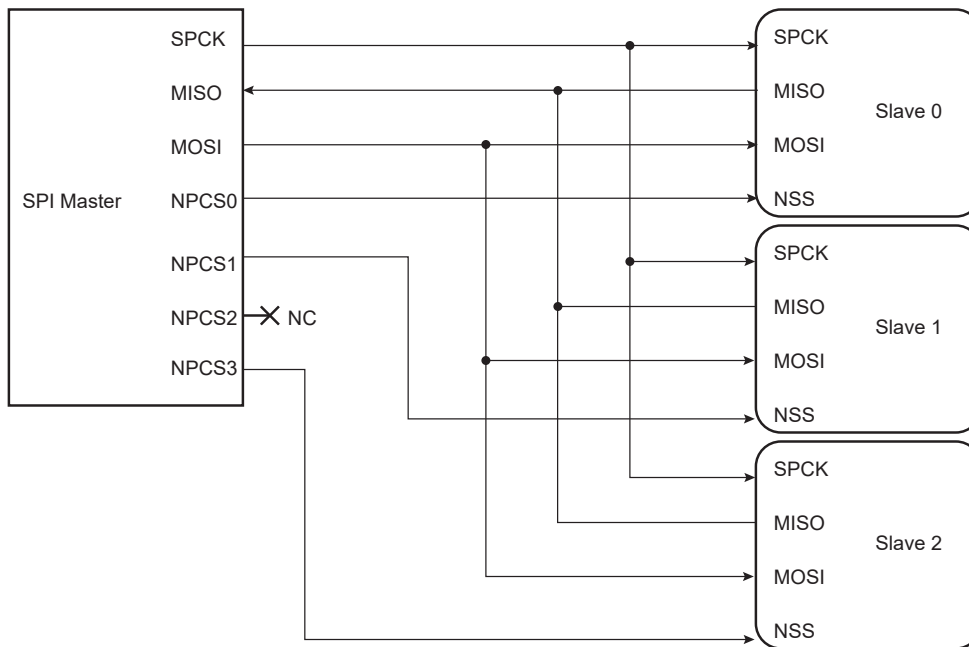 SPI Master
SPCK
MISO
MOSI
NPCS0
NPCS1
NPCS2
NC
NPCS3
SPCK
MISO
Slave 0
MOSI
NSS
SPCK
MISO
Slave 1
MOSI
NSS
SPCK
MISO
Slave 2
MOSI
NSS